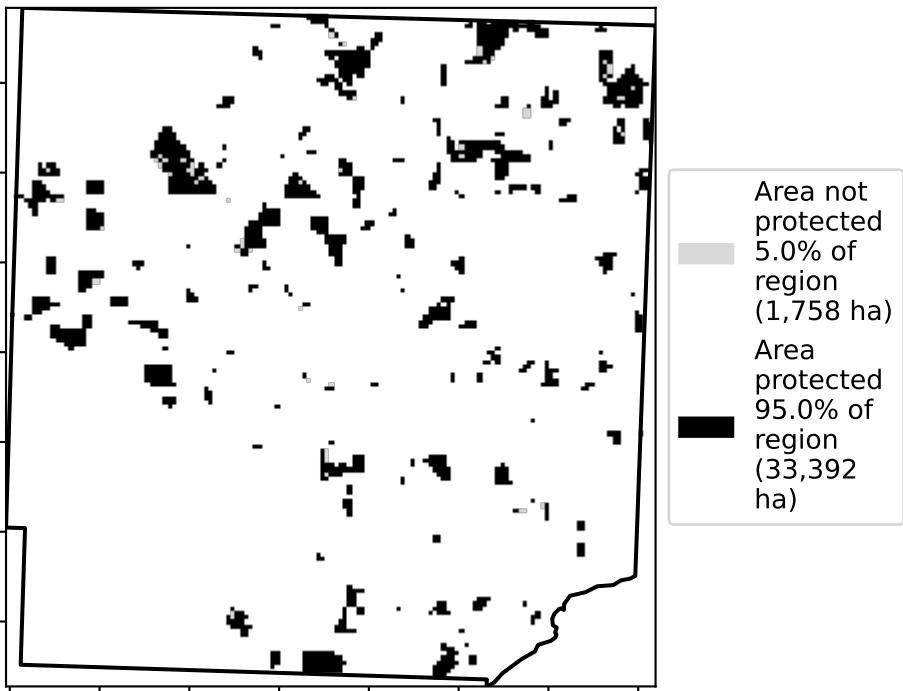 Area not
protected
5.0% of
region
(1,758 ha)
Area
protected
95.0% of
region
(33,392
ha)